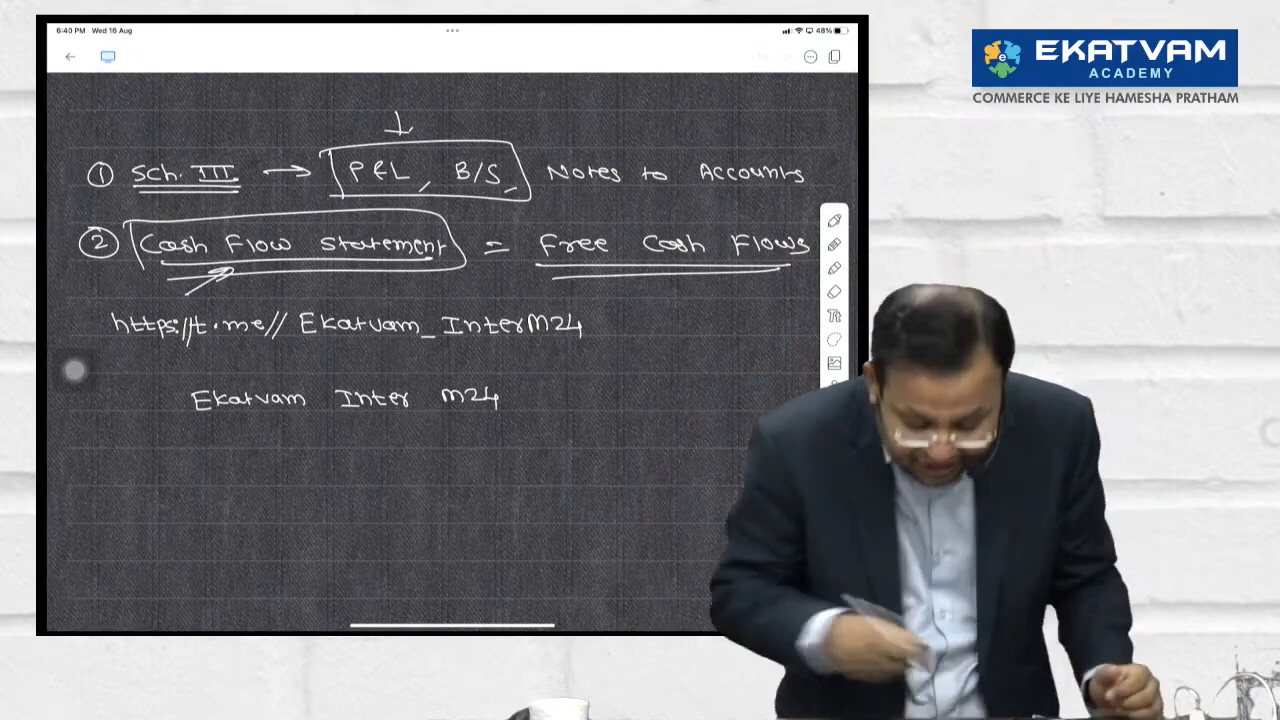 6:40 PM Wed 16 Aug
48%
EKATVAM
ACADEMY
COMMERCE KE LIYE HAMESHA PRATHAM
① Sch. III → P&L, B/S, Notes to Accounts
② Cash Flow Statement = Free Cash Flows
https://t.me// Ekatvam_InterM24
Ekatvam Inter M24